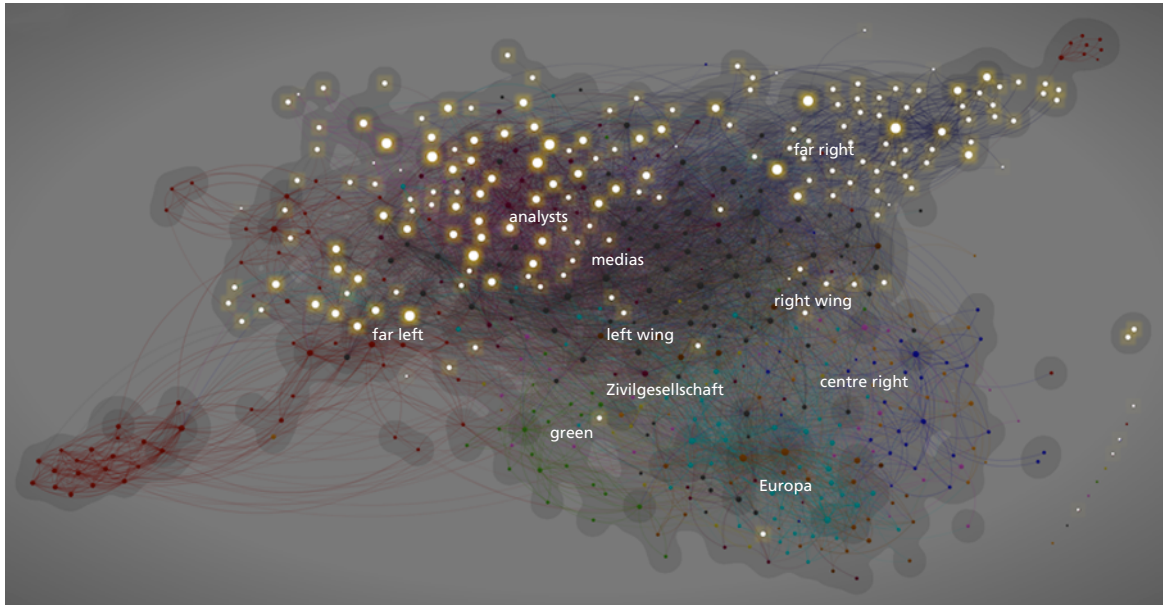 far right
analysts
medias
right wing
far left
left wing
centre right
Zivilgesellschaft
green
Europa